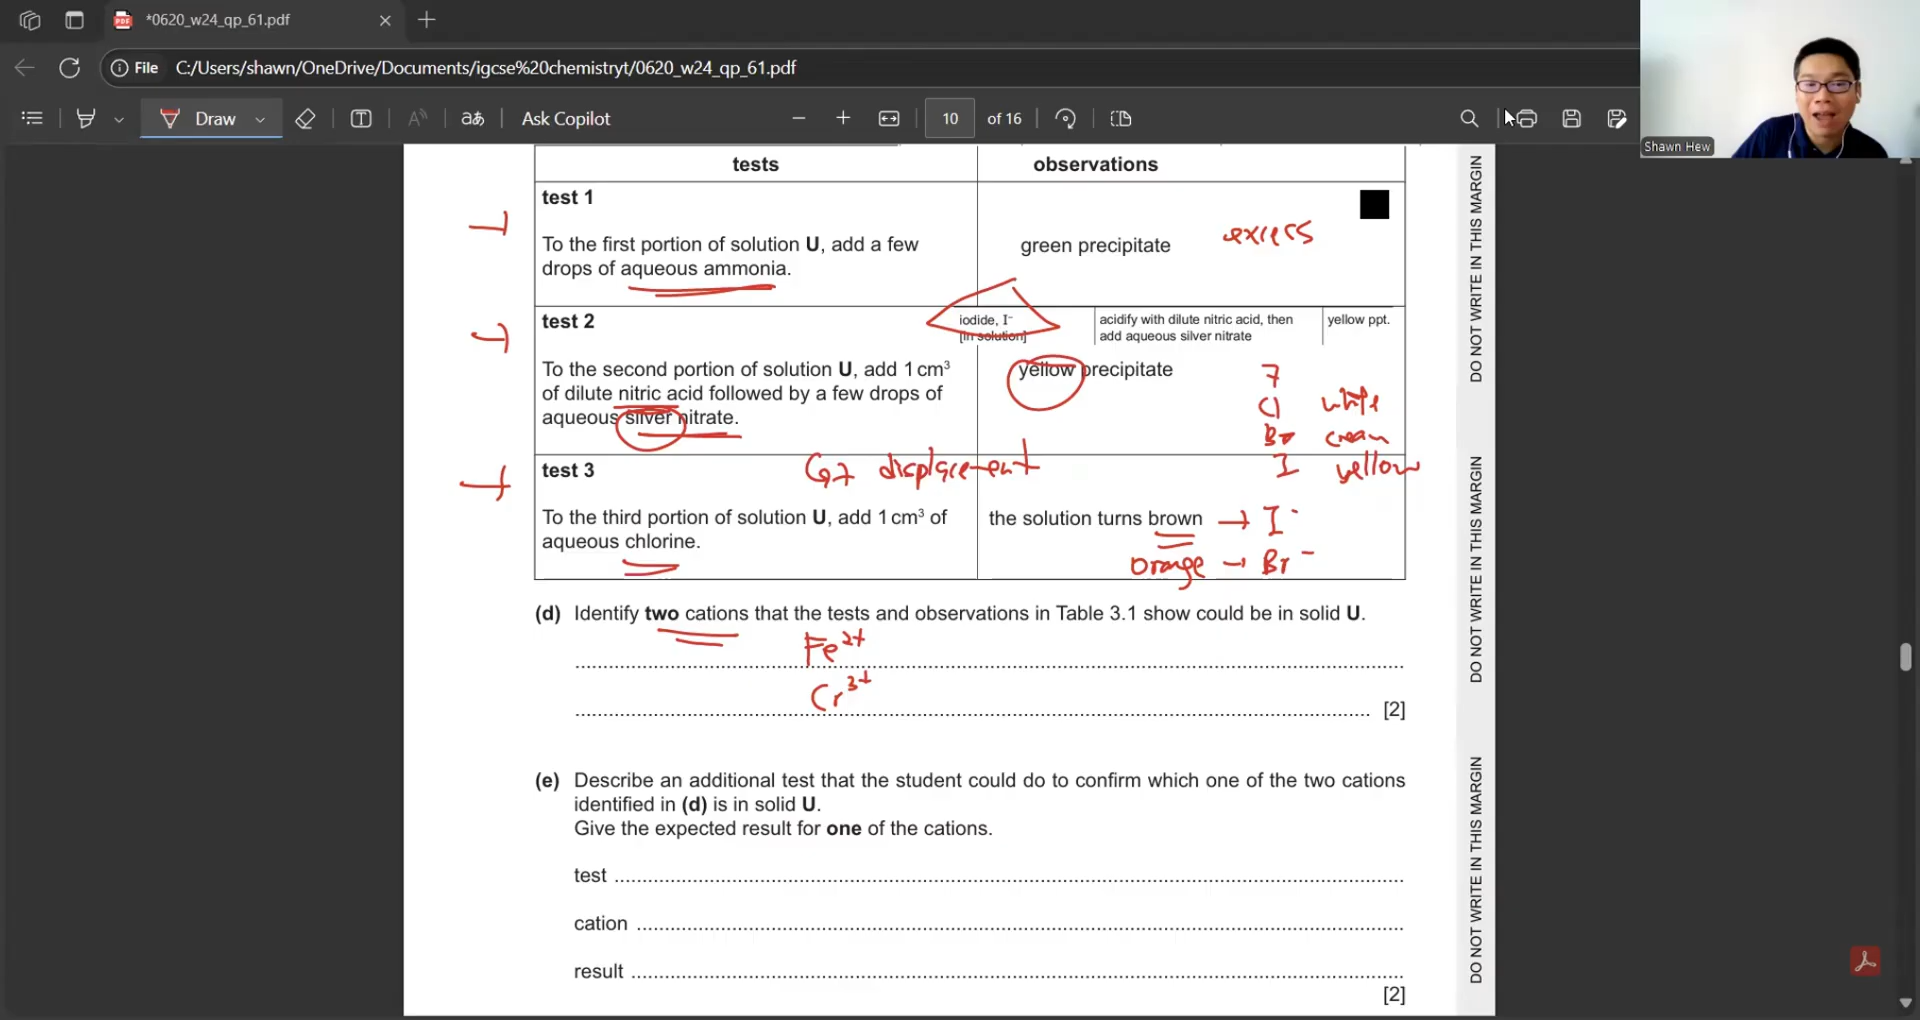 *0620_w24_qp_61.pdf
File C:/Users/shawn/OneDrive/Documents/igcse%20chemistryt/0620_w24_qp_61.pdf
Draw
aあ
Ask Copilot
10 of 16
Shawn Hew
tests observations
test 1
To the first portion of solution U, add a few
drops of aqueous ammonia.
green precipitate excess
test 2
iodide, I⁻
[in solution]
acidify with dilute nitric acid, then
add aqueous silver nitrate
yellow ppt.
To the second portion of solution U, add 1 cm³
of dilute nitric acid followed by a few drops of
aqueous silver nitrate.
yellow precipitate
7
Cl white
Br cream
I yellow
test 3
G7 displacement
To the third portion of solution U, add 1 cm³ of
aqueous chlorine.
the solution turns brown → I⁻
orange → Br⁻
(d) Identify two cations that the tests and observations in Table 3.1 show could be in solid U.
Fe²⁺
Cr³⁺
[2]
(e) Describe an additional test that the student could do to confirm which one of the two cations
identified in (d) is in solid U.
Give the expected result for one of the cations.
test
cation
result
[2]
DO NOT WRITE IN THIS MARGIN
DO NOT WRITE IN THIS MARGIN
DO NOT WRITE IN THIS MARGIN